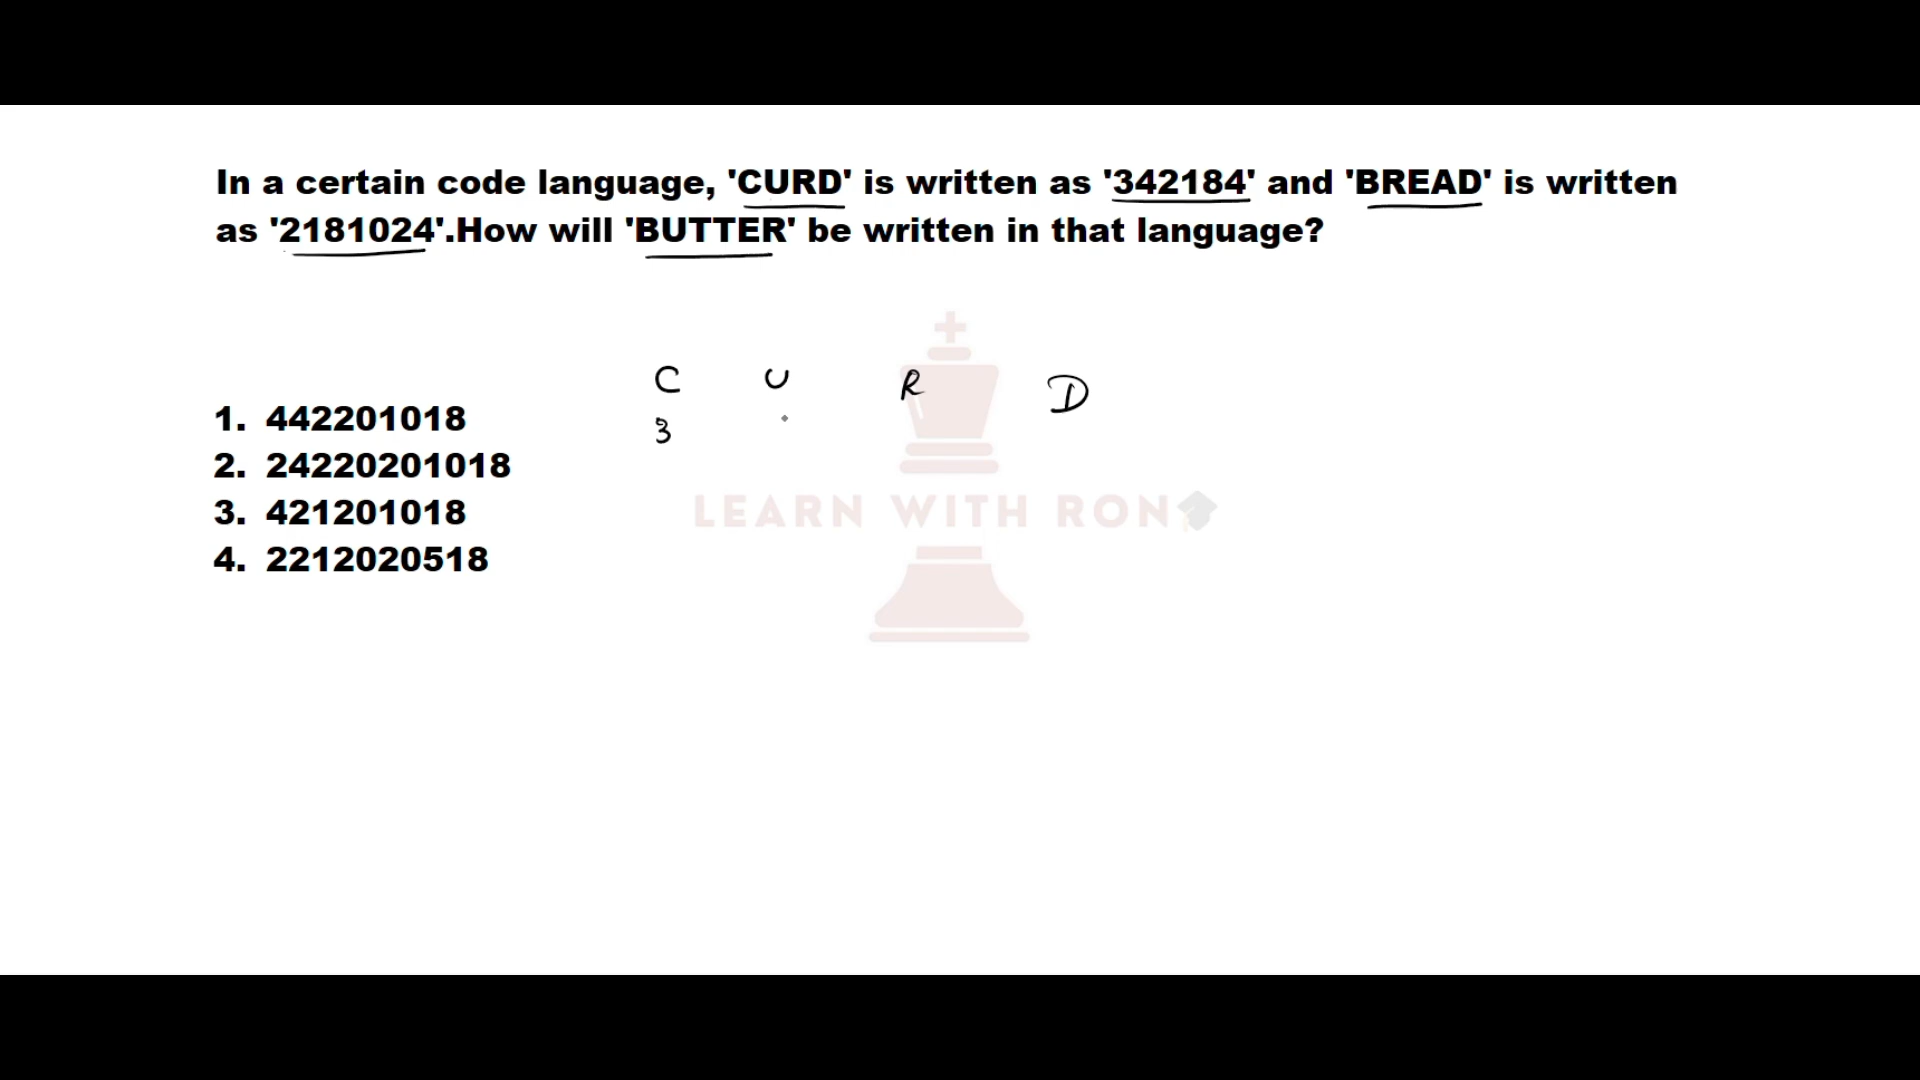 In a certain code language, 'CURD' is written as '342184' and 'BREAD' is written
as '2181024'.How will 'BUTTER' be written in that language?
C U R D
3
1. 442201018
2. 24220201018
3. 421201018
4. 2212020518
LEARN WITH RON